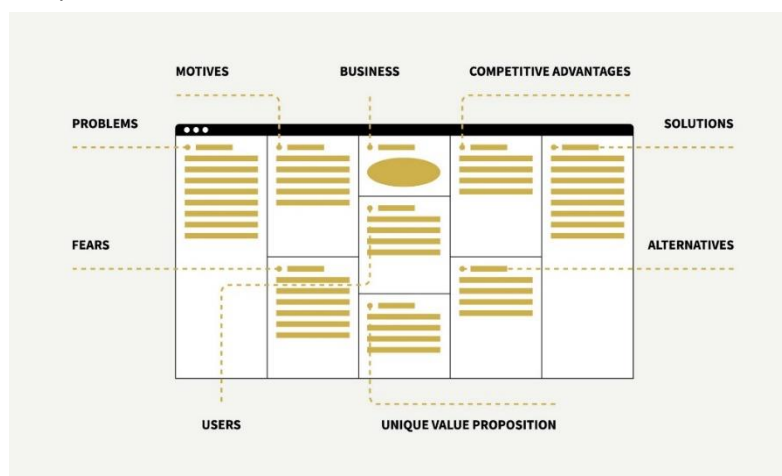 MOTIVES
BUSINESS
COMPETITIVE ADVANTAGES
PROBLEMS
SOLUTIONS
FEARS
ALTERNATIVES
USERS
UNIQUE VALUE PROPOSITION